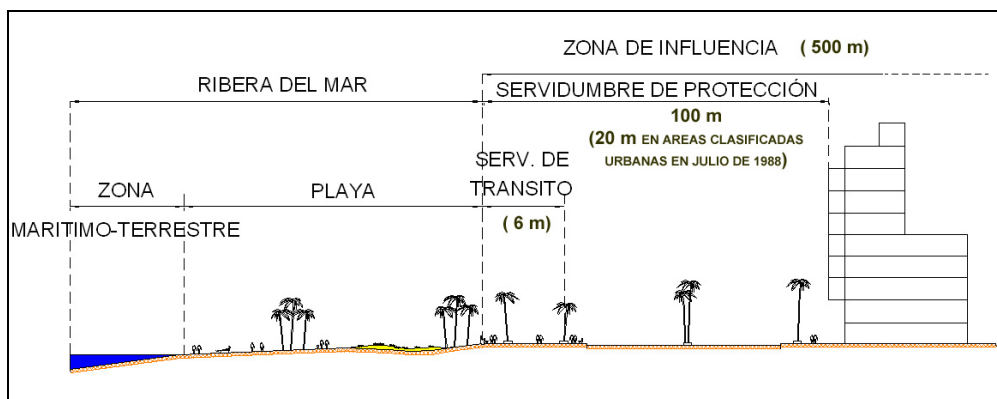 ZONA DE INFLUENCIA ( 500 m)
RIBERA DEL MAR
SERVIDUMBRE DE PROTECCIÓN
100 m
(20 m EN AREAS CLASIFICADAS
URBANAS EN JULIO DE 1988)
SERV. DE
TRANSITO
( 6 m)
ZONA
MARITIMO-TERRESTRE
PLAYA